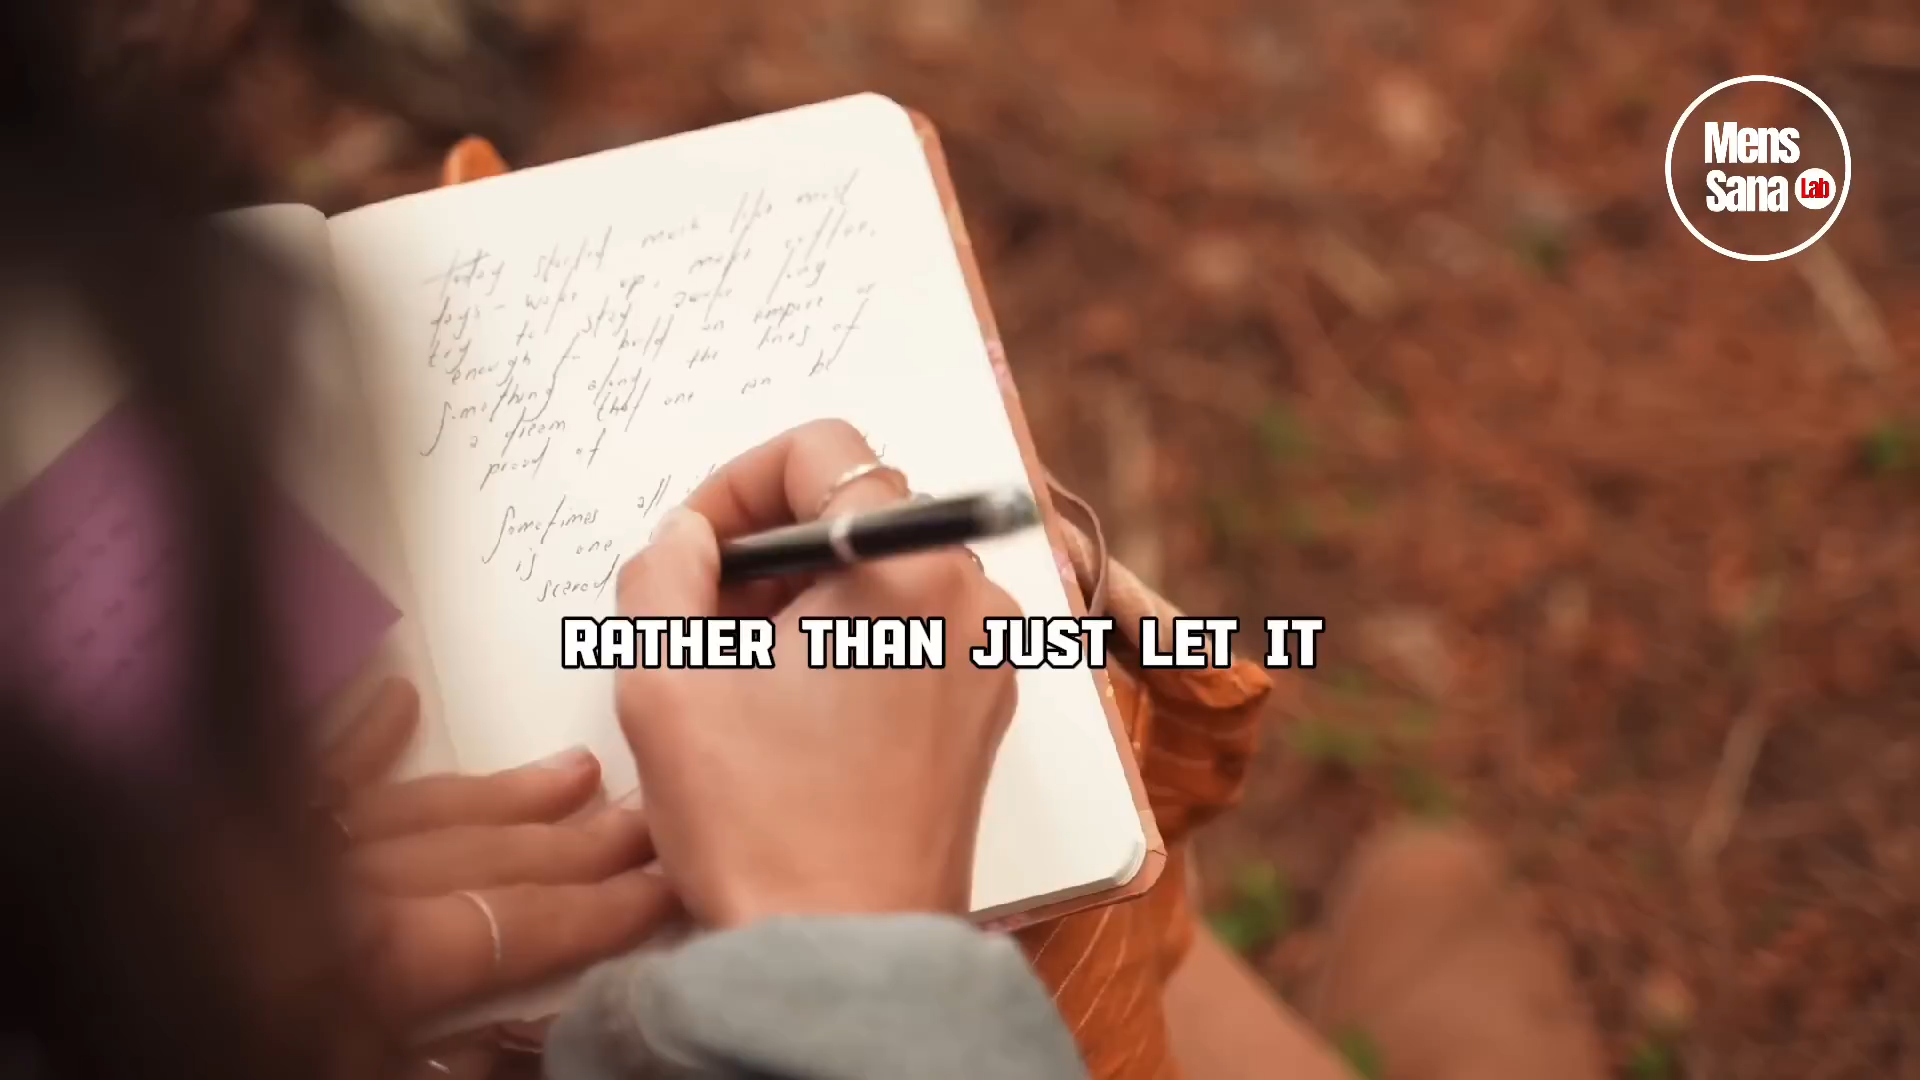 Mens
Sana Lab
today started much like most
days - wake up, make coffee,
try to stay awake long
enough to build an empire or
something along the lines of
a dream that one can be
proud of
Sometimes all
is one
RATHER THAN JUST LET IT